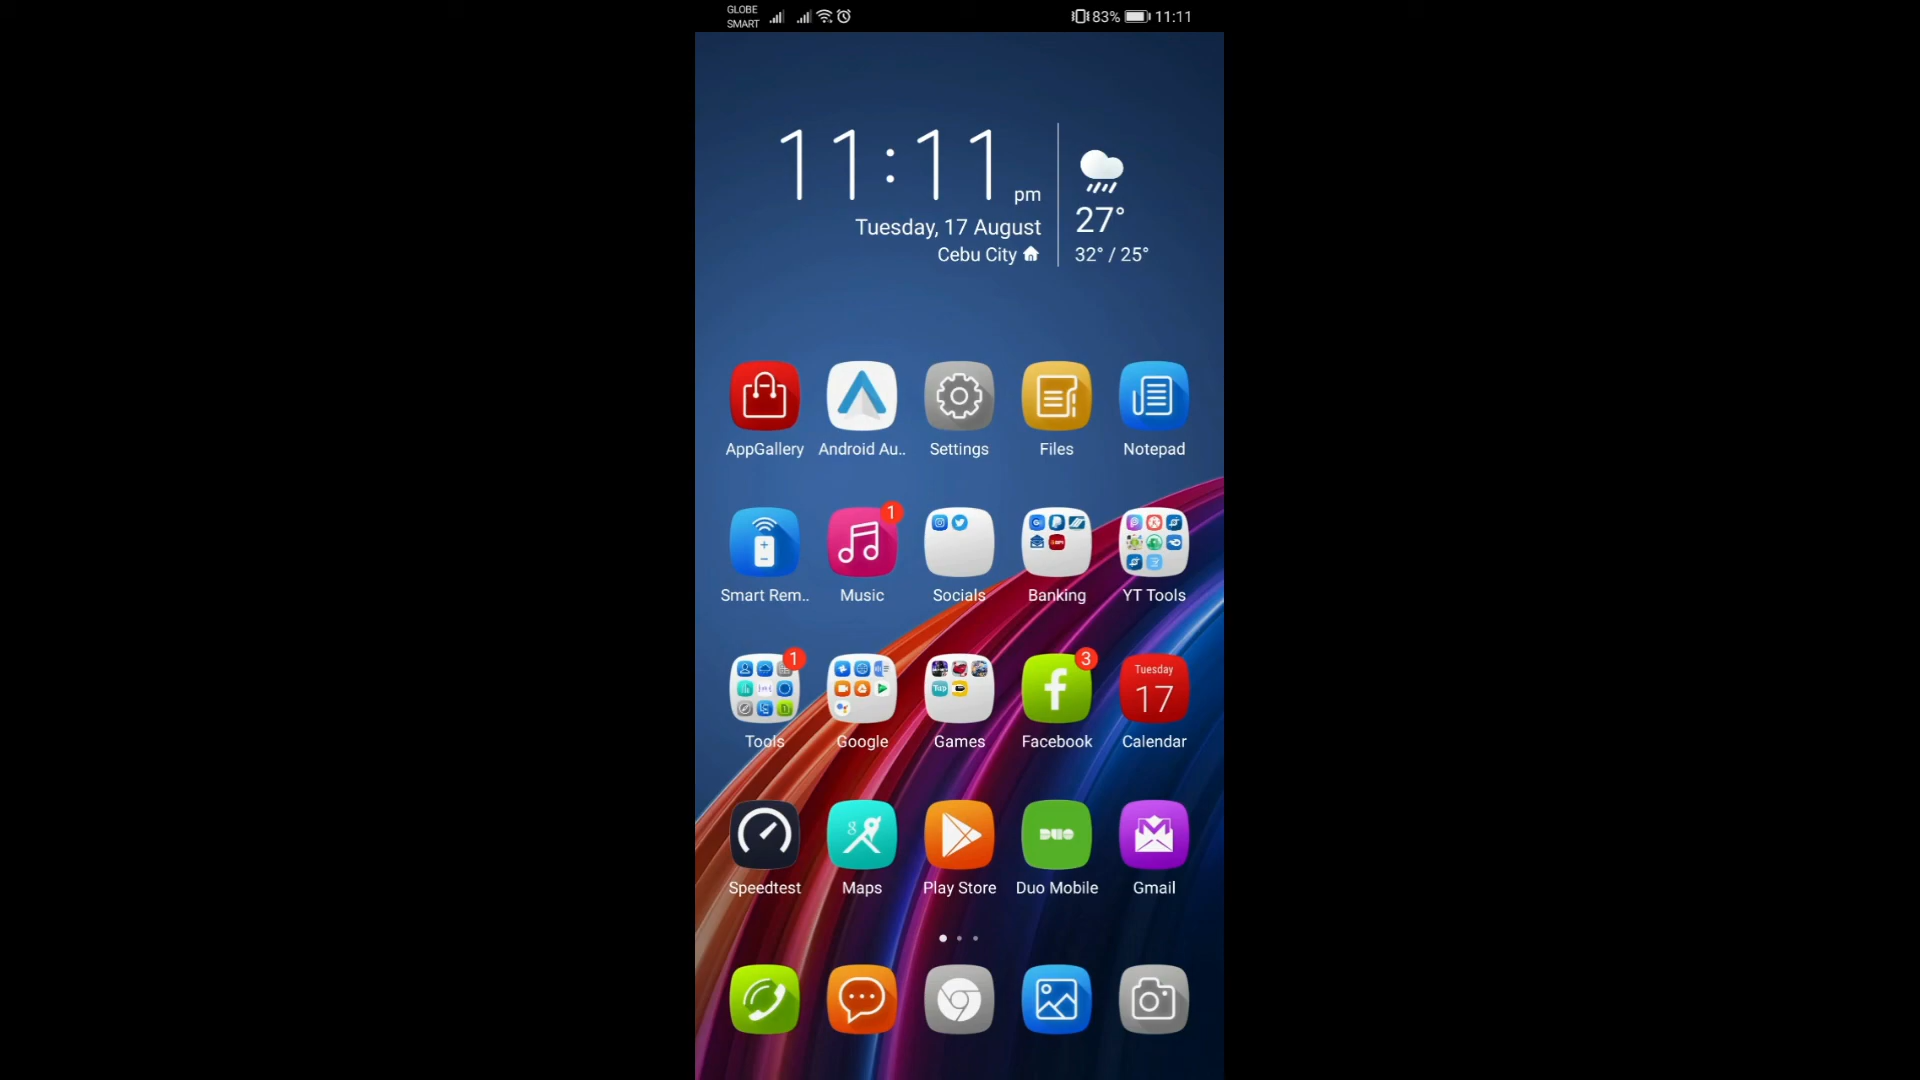 GLOBE
SMART
83% 11:11
11:11 pm
Tuesday, 17 August
Cebu City
27°
32° / 25°
AppGallery Android Au.. Settings Files Notepad
1
Smart Rem.. Music Socials Banking YT Tools
1 3
Tuesday
17
Tools Google Games Facebook Calendar
DUO
Speedtest Maps Play Store Duo Mobile Gmail